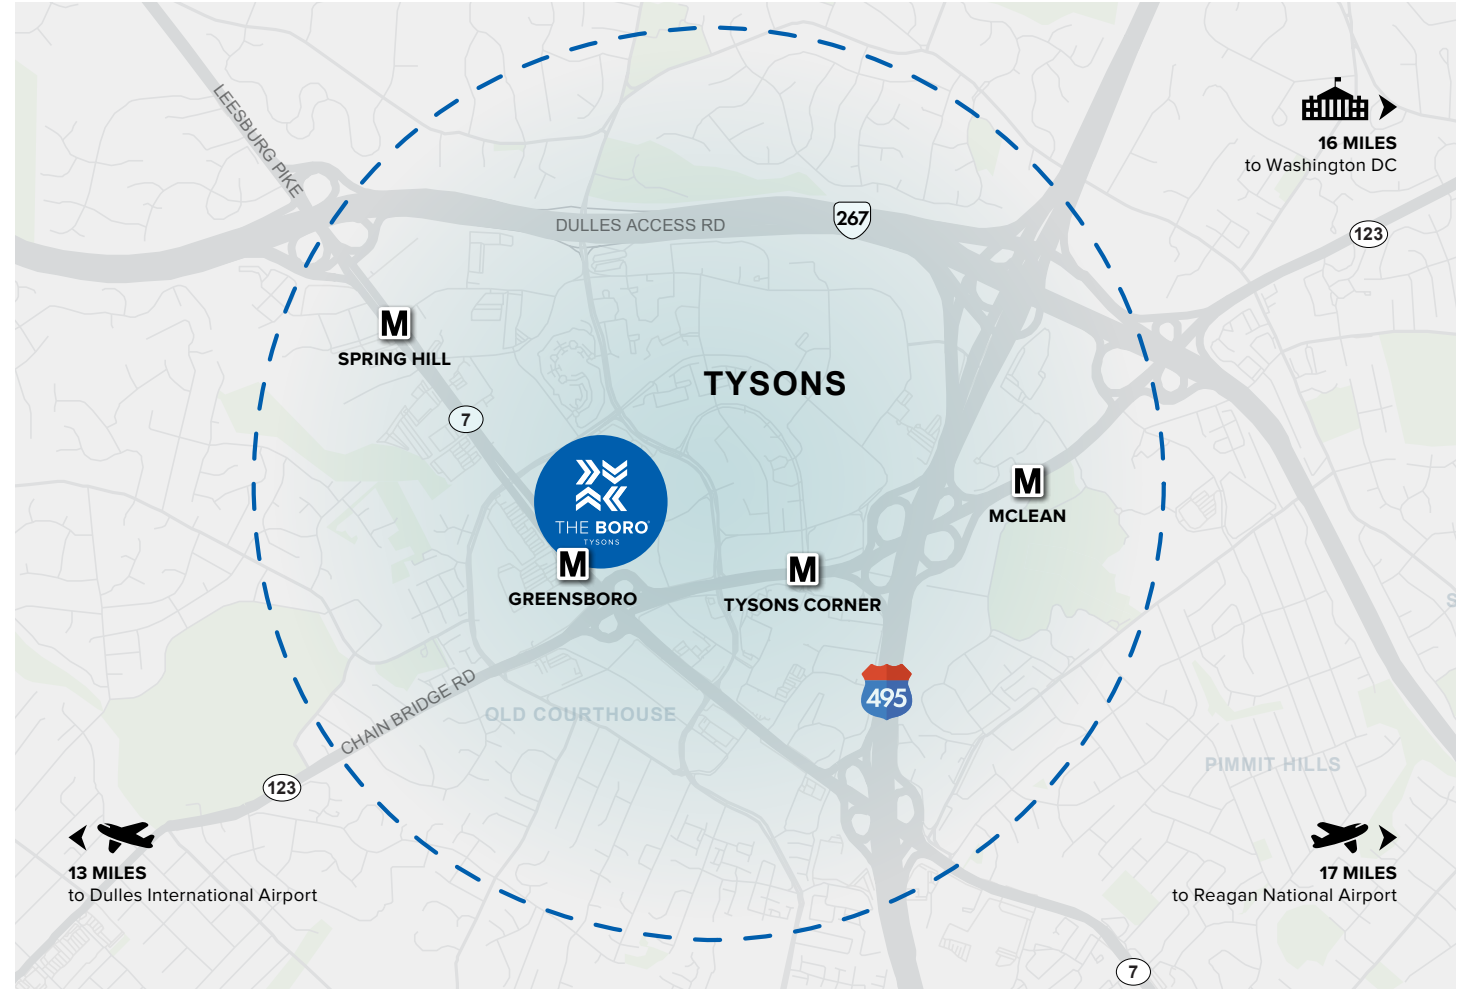 LEESBURG PIKE
16 MILES
to Washington DC
DULLES ACCESS RD
267
123
M
SPRING HILL
TYSONS
7
THE BORO
TYSONS
M
GREENSBORO
M
TYSONS CORNER
M
MCLEAN
495
CHAIN BRIDGE RD
OLD COURTHOUSE
PIMMIT HILLS
123
13 MILES
to Dulles International Airport
17 MILES
to Reagan National Airport
7
S